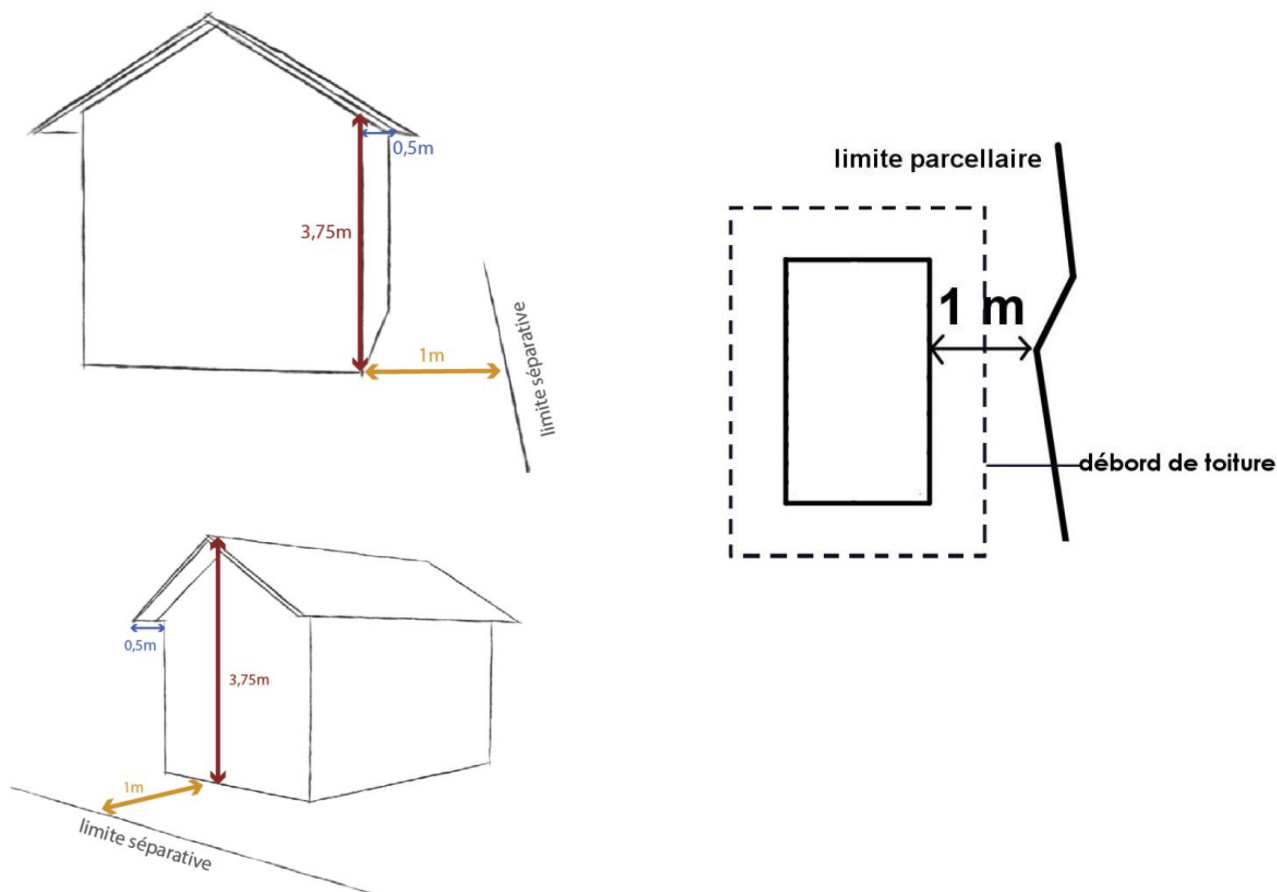 0,5m
3,75m
1m
limite séparative
0,5m
3,75m
1m
limite séparative
limite parcellaire
1 m
débord de toiture